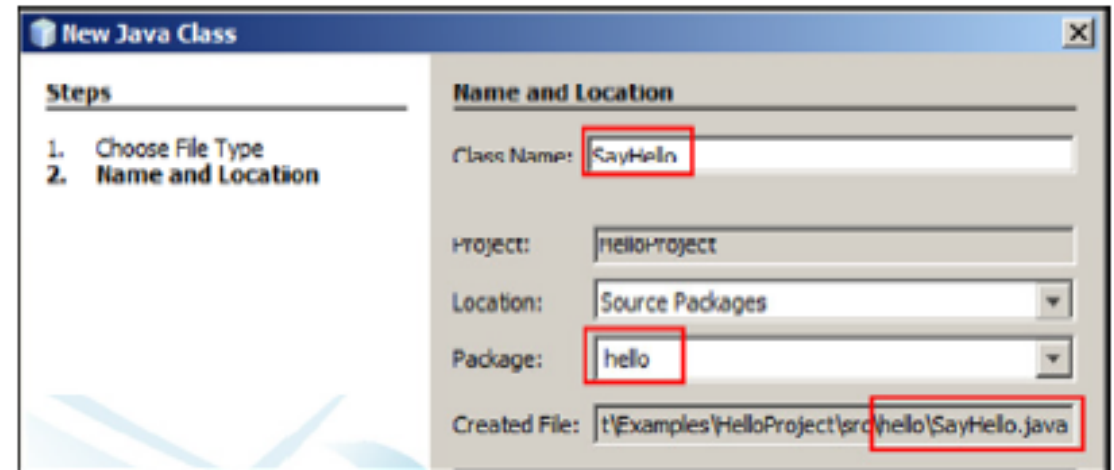 New Java Class
Steps
1. Choose File Type
2. Name and Locatiion
Name and Location
Class Name: SayHello
Project: HelloProject
Location: Source Packages
Package: hello
Created File: t\Examples\HelloProject\src\hello\SayHello.java